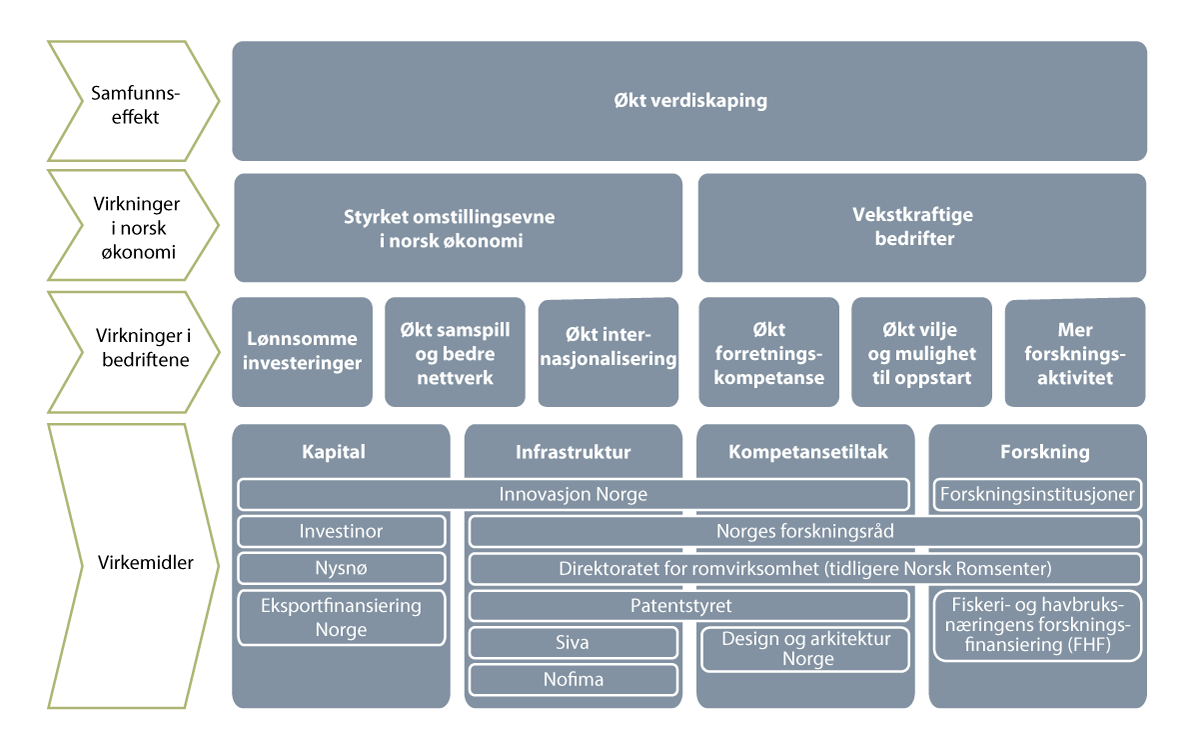 Samfunns-
effekt
Økt verdiskaping
Virkninger
i norsk
økonomi
Styrket omstillingsevne
i norsk økonomi
Vekstkraftige
bedrifter
Virkninger i
bedriftene
Lønnsomme
investeringer
Økt samspill
og bedre
nettverk
Økt inter-
nasjonalisering
Økt
forretnings-
kompetanse
Økt vilje
og mulighet
til oppstart
Mer
forsknings-
aktivitet
Virkemidler
Kapital
Infrastruktur
Kompetansetiltak
Forskning
Innovasjon Norge
Forskningsinstitusjoner
Investinor
Norges forskningsråd
Nysnø
Direktoratet for romvirksomhet (tidligere Norsk Romsenter)
Eksportfinansiering
Norge
Patentstyret
Fiskeri- og havbruks-
næringens forsknings-
finansiering (FHF)
Siva
Design og arkitektur
Norge
Nofima